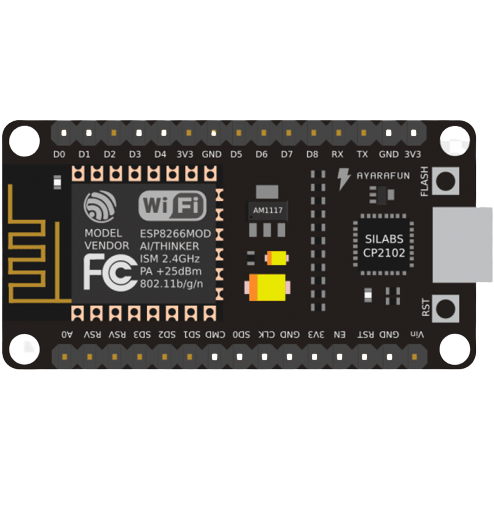 D0 D1 D2 D3 D4 3V3 GND D5 D6 D7 D8 RX TX GND 3V3
AYARAFUN
FLASH
WiFi
MODEL ESP8266MOD
VENDOR AI/THINKER
ISM 2.4GHz
PA +25dBm
802.11b/g/n
FC
AM1117
SILABS
CP2102
RST
A0 RSV RSV SD3 SD2 SD1 CMD SD0 CLK GND 3V3 EN RST GND Vin